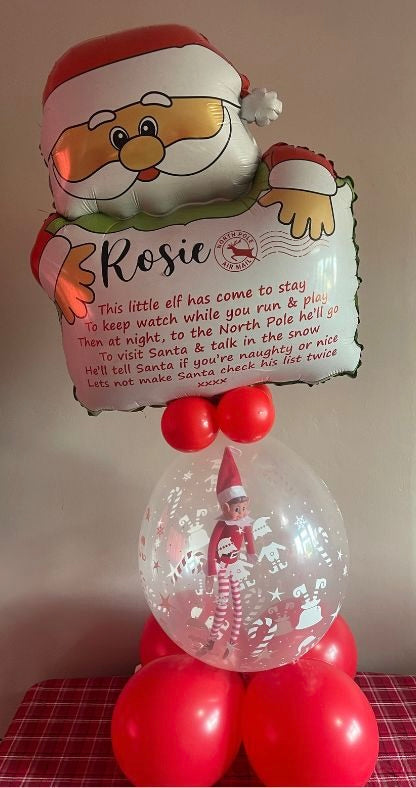 Rosie
NORTH POLE
AIR MAIL
This little elf has come to stay
To keep watch while you run & play
Then at night, to the North Pole he'll go
To visit Santa & talk in the snow
He'll tell Santa if you're naughty or nice
Lets not make Santa check his list twice
xxxx